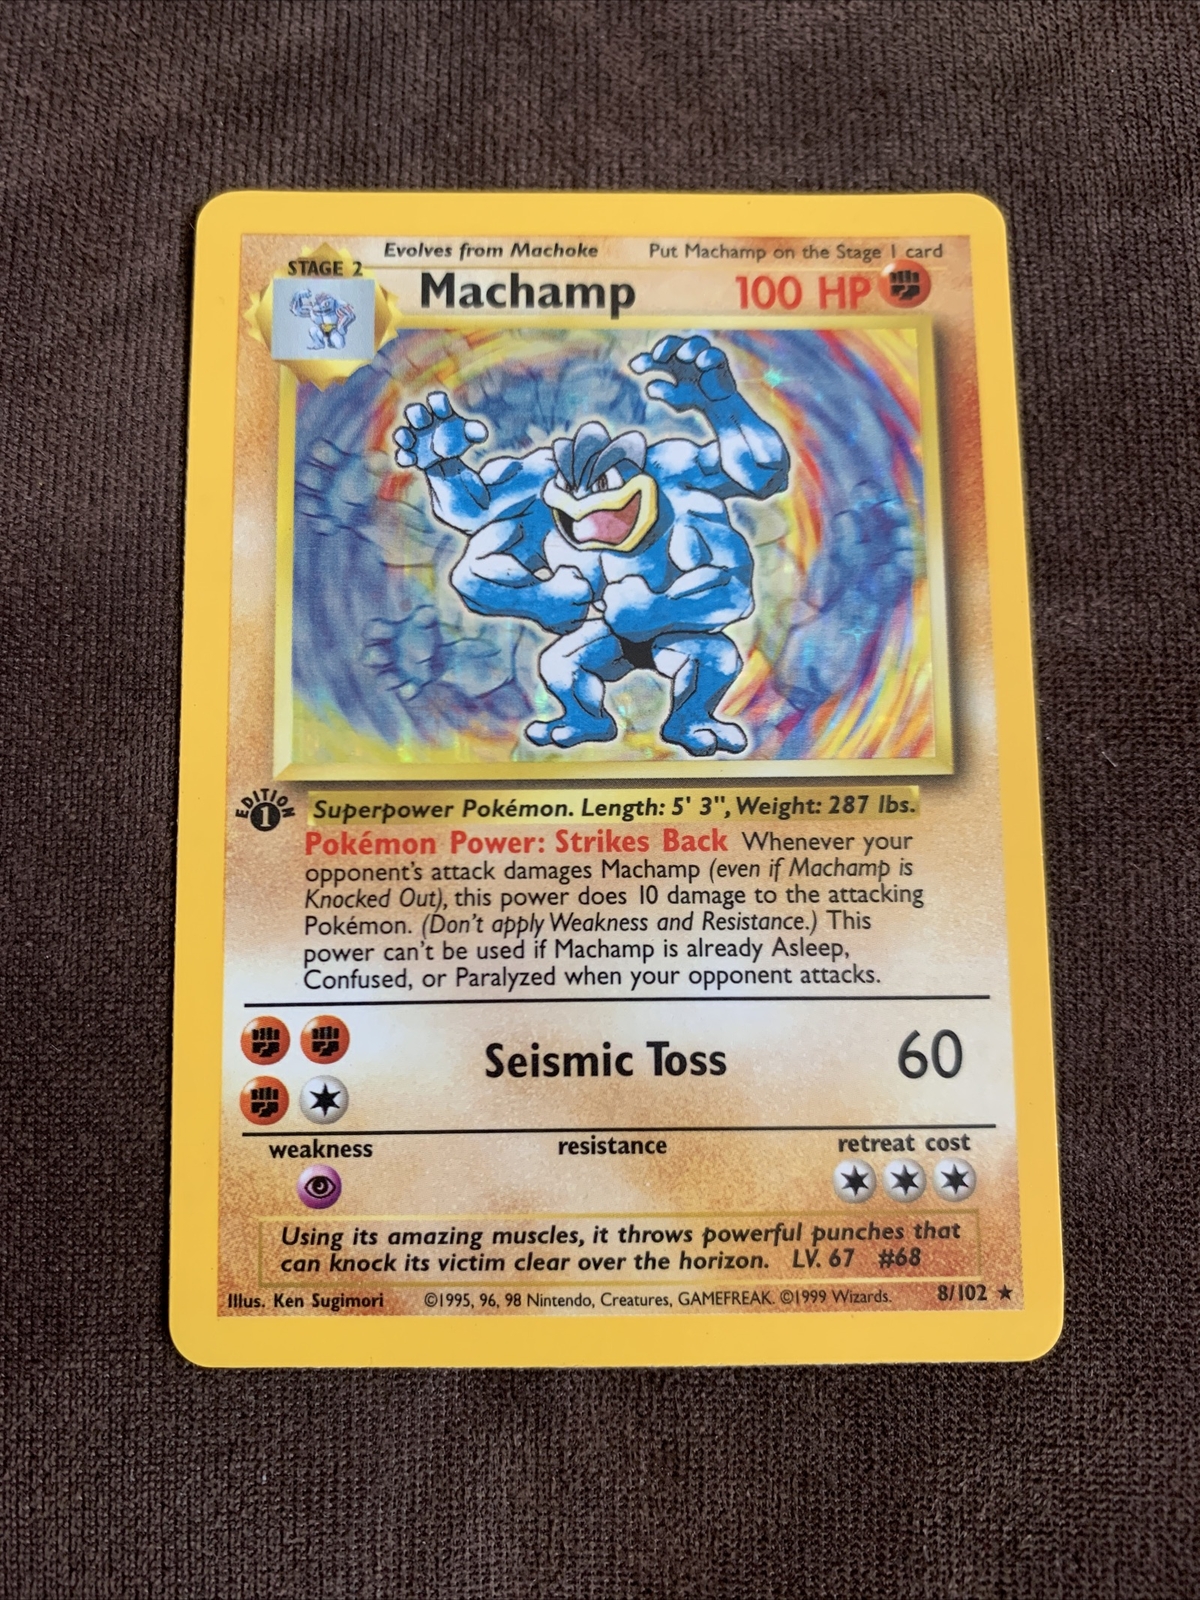 Evolves from Machoke Put Machamp on the Stage 1 card
STAGE 2
Machamp 100 HP
EDITION
1
Superpower Pokémon. Length: 5' 3", Weight: 287 lbs.
Pokémon Power: Strikes Back Whenever your
opponent's attack damages Machamp (even if Machamp is
Knocked Out), this power does 10 damage to the attacking
Pokémon. (Don't apply Weakness and Resistance.) This
power can't be used if Machamp is already Asleep,
Confused, or Paralyzed when your opponent attacks.
Seismic Toss 60
weakness resistance retreat cost
Using its amazing muscles, it throws powerful punches that
can knock its victim clear over the horizon. LV. 67 #68
Illus. Ken Sugimori ©1995, 96, 98 Nintendo, Creatures, GAMEFREAK. ©1999 Wizards. 8/102 ★